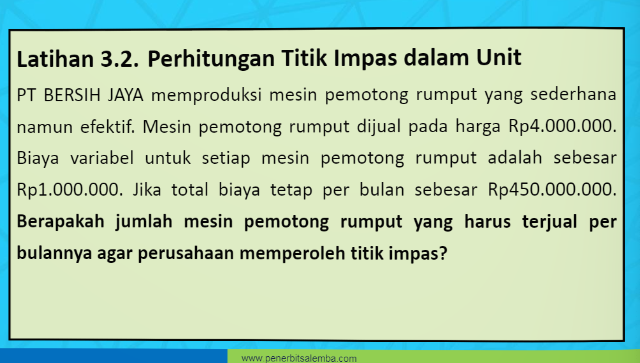 Latihan 3.2. Perhitungan Titik Impas dalam Unit
PT BERSIH JAYA memproduksi mesin pemotong rumput yang sederhana
namun efektif. Mesin pemotong rumput dijual pada harga Rp4.000.000.
Biaya variabel untuk setiap mesin pemotong rumput adalah sebesar
Rp1.000.000. Jika total biaya tetap per bulan sebesar Rp450.000.000.
Berapakah jumlah mesin pemotong rumput yang harus terjual per
bulannya agar perusahaan memperoleh titik impas?
www.penerbitsalemba.com